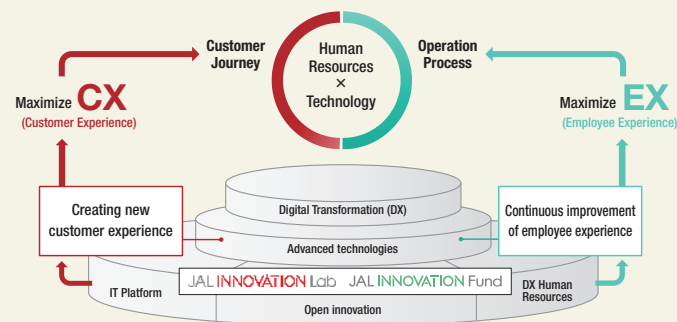 Customer
Journey
Human
Resources
×
Technology
Operation
Process
Maximize CX
(Customer Experience)
Maximize EX
(Employee Experience)
Creating new
customer experience
Digital Transformation (DX)
Continuous improvement
of employee experience
Advanced technologies
JAL INNOVATION Lab JAL INNOVATION Fund
IT Platform
Open innovation
DX Human
Resources